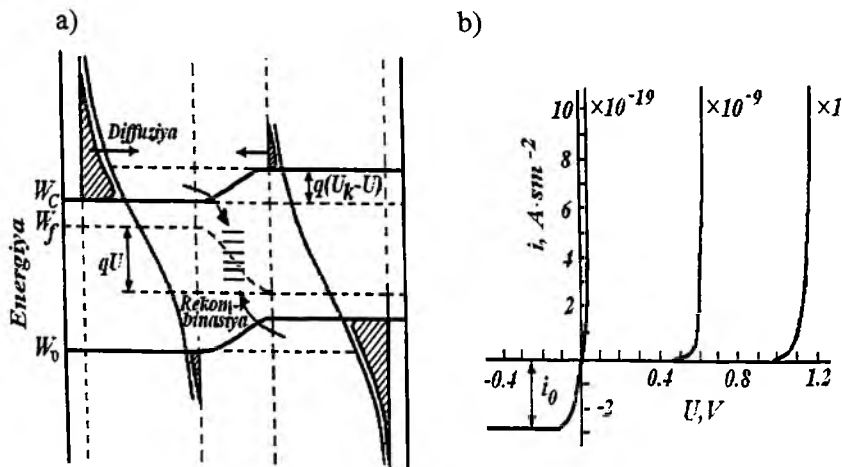 a)
Diffuziya
W_C
q(U_k-U)
W_f
qU
Rekom-
binasiya
W_υ
Energiya
b)
10
×10^-19
×10^-9
×1
8
6
4
2
i, A·sm^-2
-0.4
0.4
0.8
1.2
i_0
-2
U,V